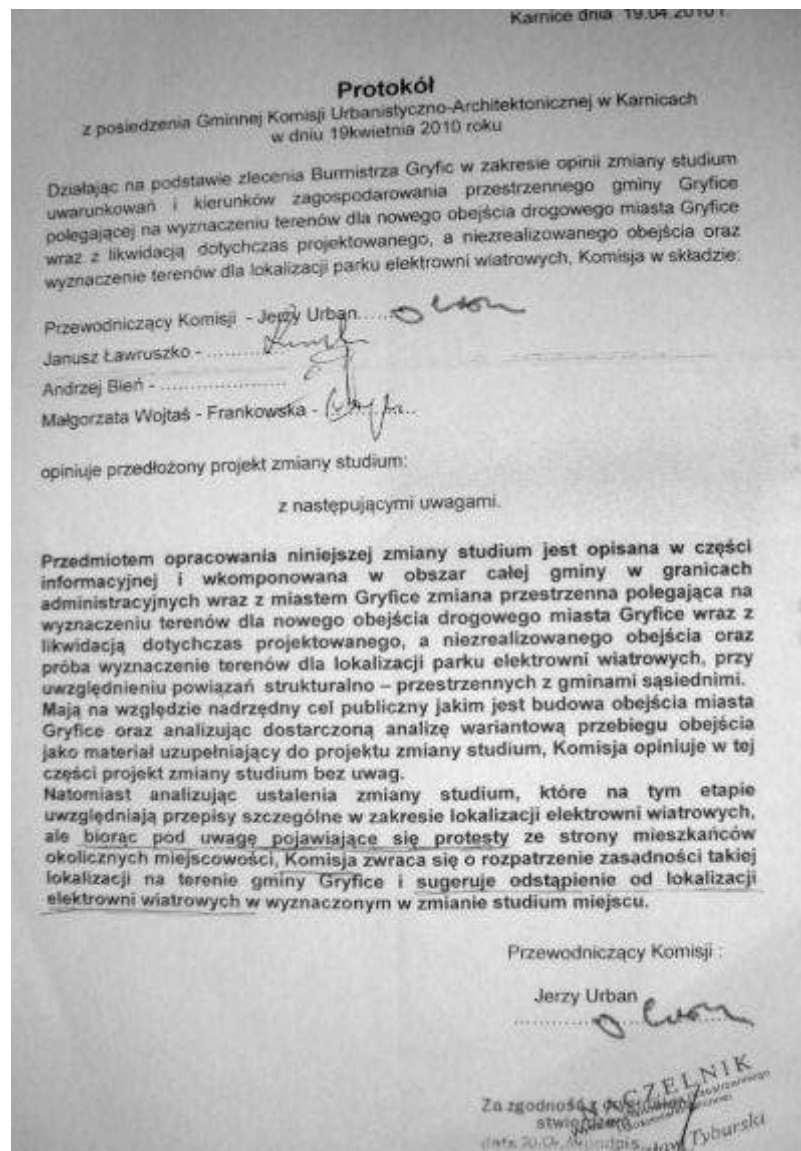 Karnice dnia 19.04.2010 r.
Protokół
z posiedzenia Gminnej Komisji Urbanistyczno-Architektonicznej w Karnicach
w dniu 19kwietnia 2010 roku
Działając na podstawie zlecenia Burmistrza Gryfic w zakresie opinii zmiany studium
uwarunkowań i kierunków zagospodarowania przestrzennego gminy Gryfice
polegającej na wyznaczeniu terenów dla nowego obejścia drogowego miasta Gryfice
wraz z likwidacją dotychczas projektowanego, a niezrealizowanego obejścia oraz
wyznaczenie terenów dla lokalizacji parku elektrowni wiatrowych, Komisja w składzie:
Przewodniczący Komisji - Jerzy Urban.....
Janusz Ławruszko - ..........
Andrzej Bień - .....................
Małgorzata Wojtaś - Frankowska -
opiniuje przedłożony projekt zmiany studium:
z następującymi uwagami.
Przedmiotem opracowania niniejszej zmiany studium jest opisana w części
informacyjnej i wkomponowana w obszar całej gminy w granicach
administracyjnych wraz z miastem Gryfice zmiana przestrzenna polegająca na
wyznaczeniu terenów dla nowego obejścia drogowego miasta Gryfice wraz z
likwidacją dotychczas projektowanego, a niezrealizowanego obejścia oraz
próba wyznaczenie terenów dla lokalizacji parku elektrowni wiatrowych, przy
uwzględnieniu powiązań strukturalno – przestrzennych z gminami sąsiednimi.
Mają na względzie nadrzędny cel publiczny jakim jest budowa obejścia miasta
Gryfice oraz analizując dostarczoną analizę wariantową przebiegu obejścia
jako materiał uzupełniający do projektu zmiany studium, Komisja opiniuje w tej
części projekt zmiany studium bez uwag.
Natomiast analizując ustalenia zmiany studium, które na tym etapie
uwzględniają przepisy szczególne w zakresie lokalizacji elektrowni wiatrowych,
ale biorąc pod uwagę pojawiające się protesty ze strony mieszkańców
okolicznych miejscowości, Komisja zwraca się o rozpatrzenie zasadności takiej
lokalizacji na terenie gminy Gryfice i sugeruje odstąpienie od lokalizacji
elektrowni wiatrowych w wyznaczonym w zmianie studium miejscu.
Przewodniczący Komisji :
Jerzy Urban
NACZELNIK
Za zgodność z
stwierdzam
data 20.04. podpis
Tyburski